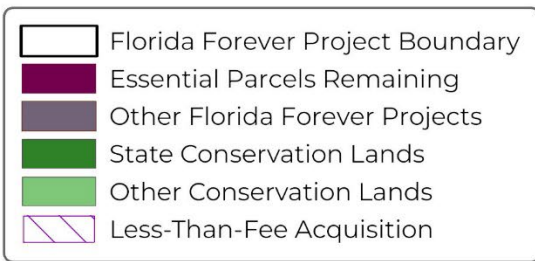 Florida Forever Project Boundary
Essential Parcels Remaining
Other Florida Forever Projects
State Conservation Lands
Other Conservation Lands
Less-Than-Fee Acquisition